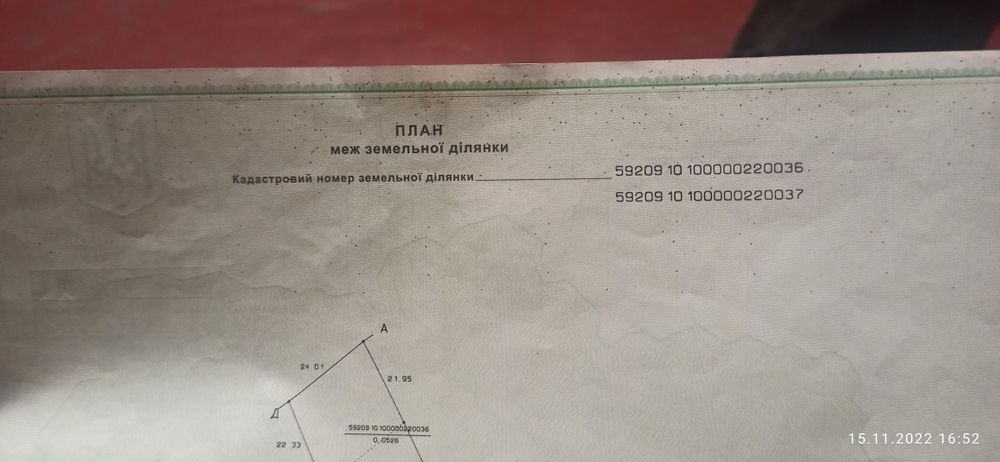 ПЛАН
меж земельної ділянки
Кадастровий номер земельної ділянки 59209 10 100000220036
59209 10 100000220037
А
24 01
21.95
Д
59209 10 100000220036
0,0526
22 33
15.11.2022 16:52